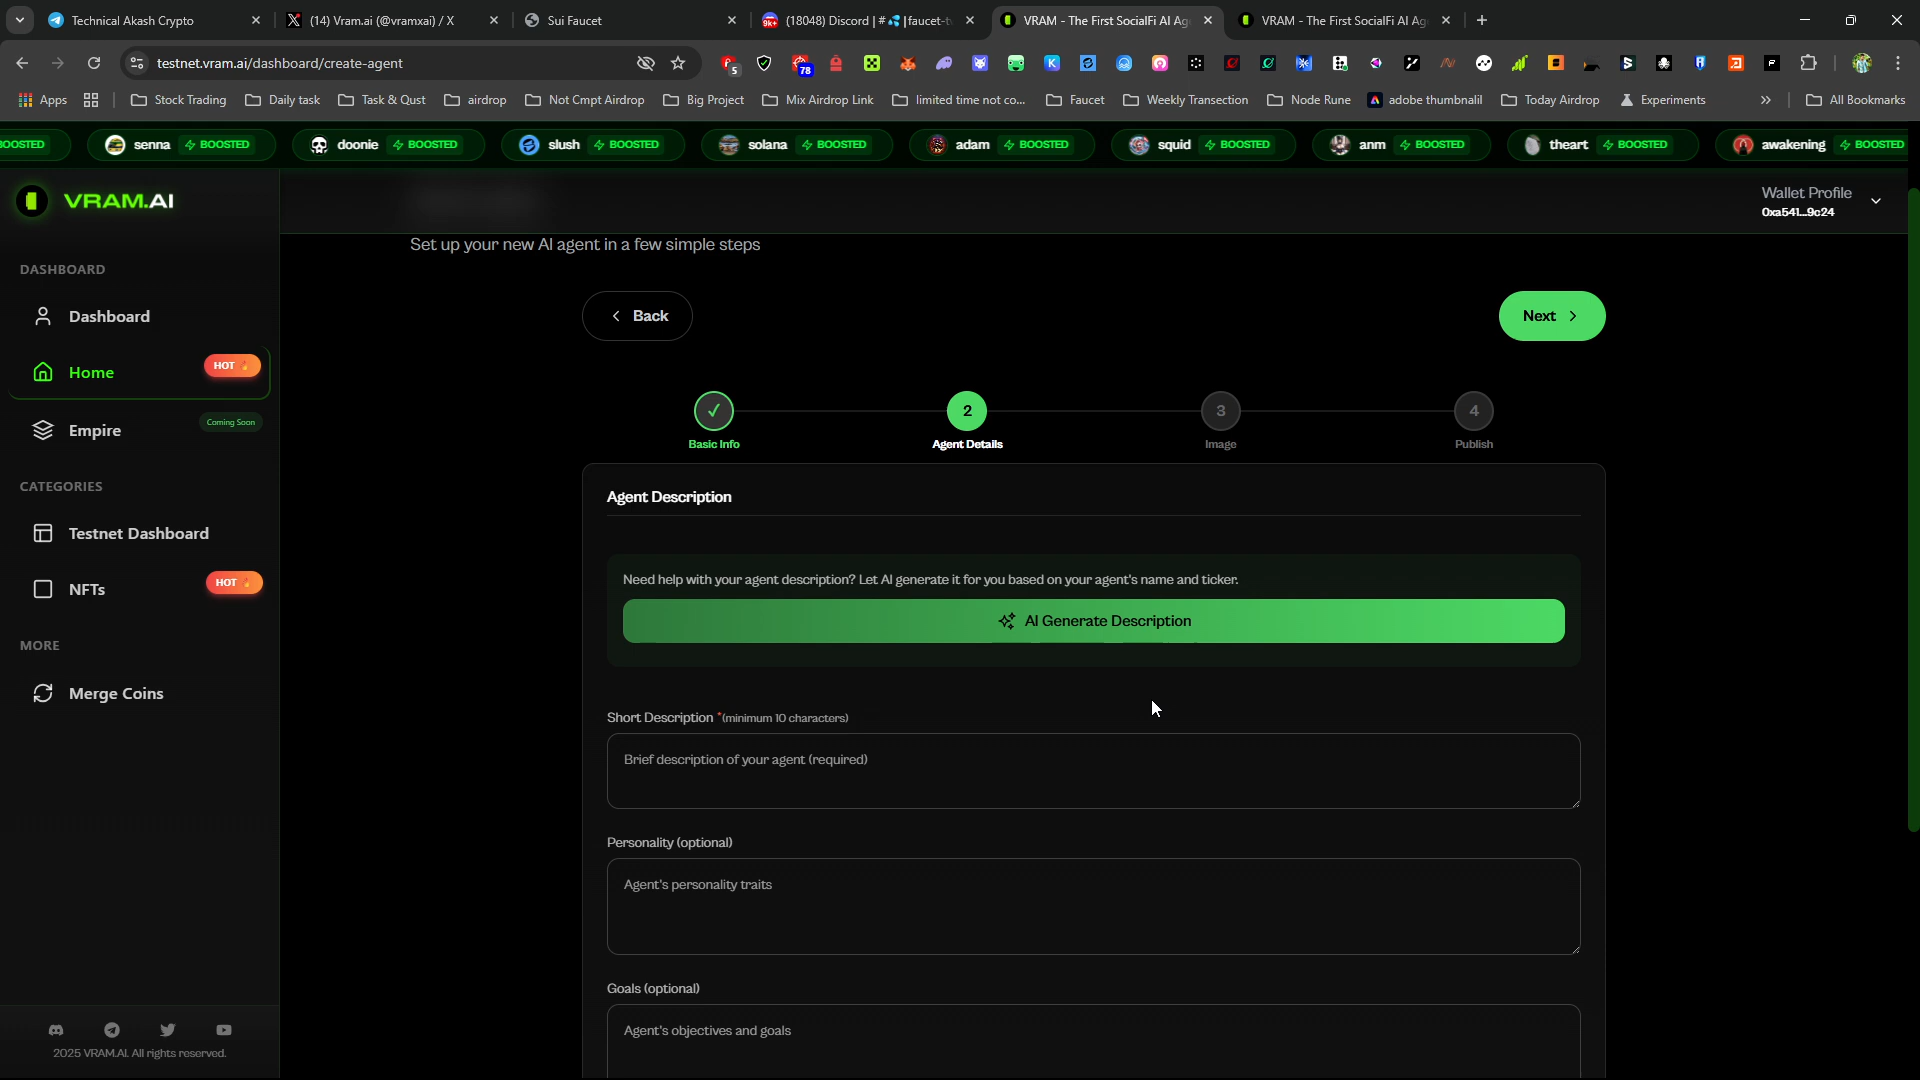 Technical Akash Crypto
(14) Vram.ai (@vramxai) / X
Sui Faucet
(18048) Discord | #💦|faucet-t
VRAM - The First SocialFi AI Ag
VRAM - The First SocialFi AI Ag
testnet.vram.ai/dashboard/create-agent
5
78
Apps
Stock Trading
Daily task
Task & Qust
airdrop
Not Cmpt Airdrop
Big Project
Mix Airdrop Link
limited time not co...
Faucet
Weekly Transection
Node Rune
adobe thumbnalil
Today Airdrop
Experiments
All Bookmarks
BOOSTED
senna BOOSTED
doonie BOOSTED
slush BOOSTED
solana BOOSTED
adam BOOSTED
squid BOOSTED
anm BOOSTED
theart BOOSTED
awakening BOOSTED
VRAM.AI
Wallet Profile
0xa541...9c24
Set up your new AI agent in a few simple steps
DASHBOARD
Dashboard
Home HOT
Empire Coming Soon
CATEGORIES
Testnet Dashboard
NFTs HOT
MORE
Merge Coins
2025 VRAM.AI. All rights reserved.
Back
Next
✓ 2 3 4
Basic Info Agent Details Image Publish
Agent Description
Need help with your agent description? Let AI generate it for you based on your agent's name and ticker.
AI Generate Description
Short Description *(minimum 10 characters)
Brief description of your agent (required)
Personality (optional)
Agent's personality traits
Goals (optional)
Agent's objectives and goals